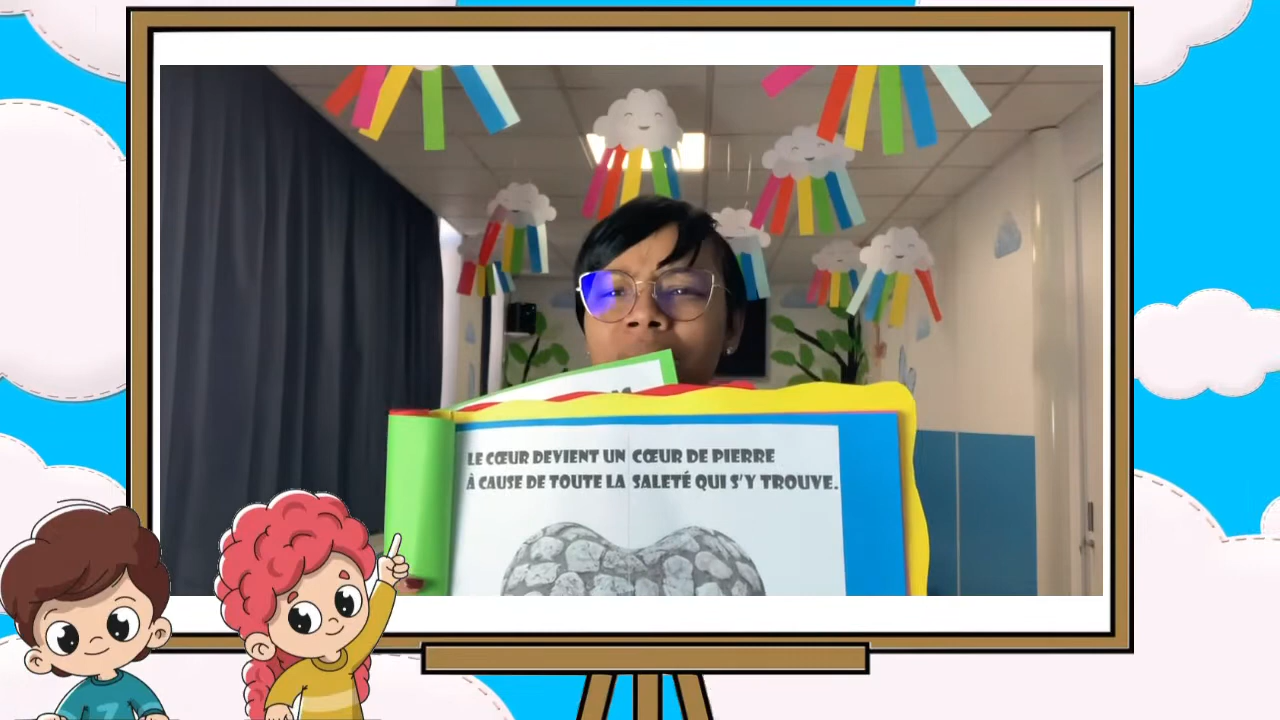 LE CŒUR DEVIENT UN CŒUR DE PIERRE
À CAUSE DE TOUTE LA SALETÉ QUI S'Y TROUVE.